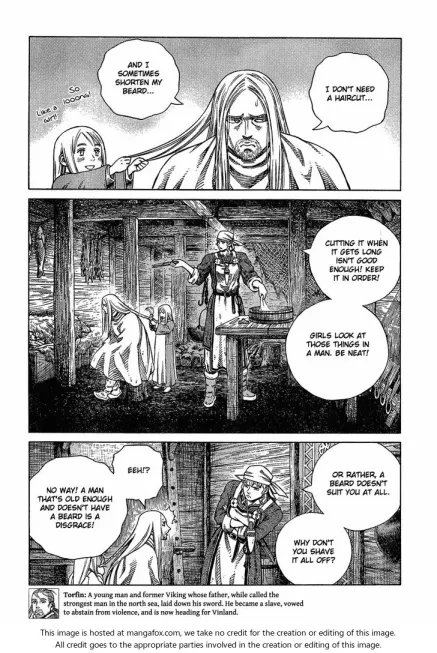 AND I
SOMETIMES
SHORTEN MY
BEARD...
I DON'T NEED
A HAIRCUT...
So
looong!
Like a
girl!
CUTTING IT WHEN
IT GETS LONG
ISN'T GOOD
ENOUGH! KEEP
IT IN ORDER!
GIRLS LOOK AT
THOSE THINGS IN
A MAN. BE NEAT!
EEH!?
NO WAY! A MAN
THAT'S OLD ENOUGH
AND DOESN'T HAVE
A BEARD IS A
DISGRACE!
OR RATHER, A
BEARD DOESN'T
SUIT YOU AT ALL.
WHY DON'T
YOU SHAVE
IT ALL OFF?
Torfin: A young man and former Viking whose father, while called the
strongest man in the north sea, laid down his sword. He became a slave, vowed
to abstain from violence, and is now heading for Vinland.
This image is hosted at mangafox.com, we take no credit for the creation or editing of this image.
All credit goes to the appropriate parties involved in the creation or editing of this image.